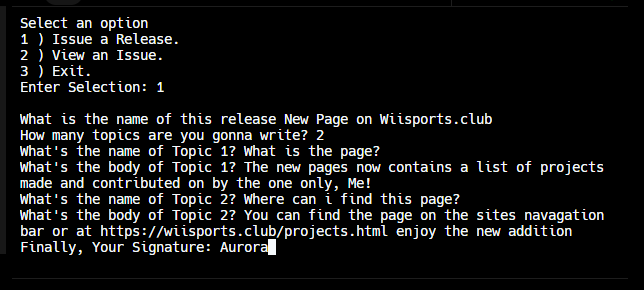 Select an option
1 ) Issue a Release.
2 ) View an Issue.
3 ) Exit.
Enter Selection: 1
What is the name of this release New Page on Wiisports.club
How many topics are you gonna write? 2
What's the name of Topic 1? What is the page?
What's the body of Topic 1? The new pages now contains a list of projects
made and contributed on by the one only, Me!
What's the name of Topic 2? Where can i find this page?
What's the body of Topic 2? You can find the page on the sites navagation
bar or at https://wiisports.club/projects.html enjoy the new addition
Finally, Your Signature: Aurora